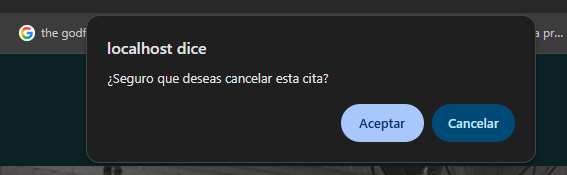 the godf
a pr...
localhost dice
¿Seguro que deseas cancelar esta cita?
Aceptar
Cancelar